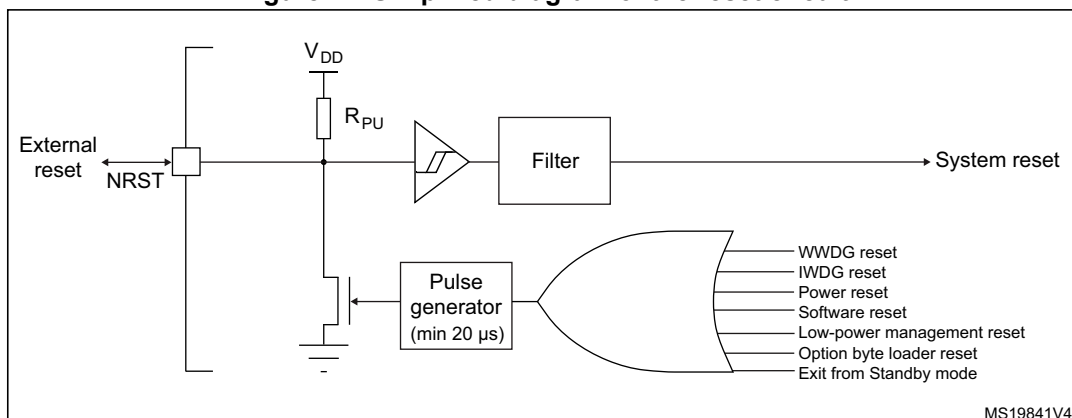 V DD
R PU
External
reset
NRST
Filter
System reset
Pulse
generator
(min 20 µs)
WWDG reset
IWDG reset
Power reset
Software reset
Low-power management reset
Option byte loader reset
Exit from Standby mode
MS19841V4